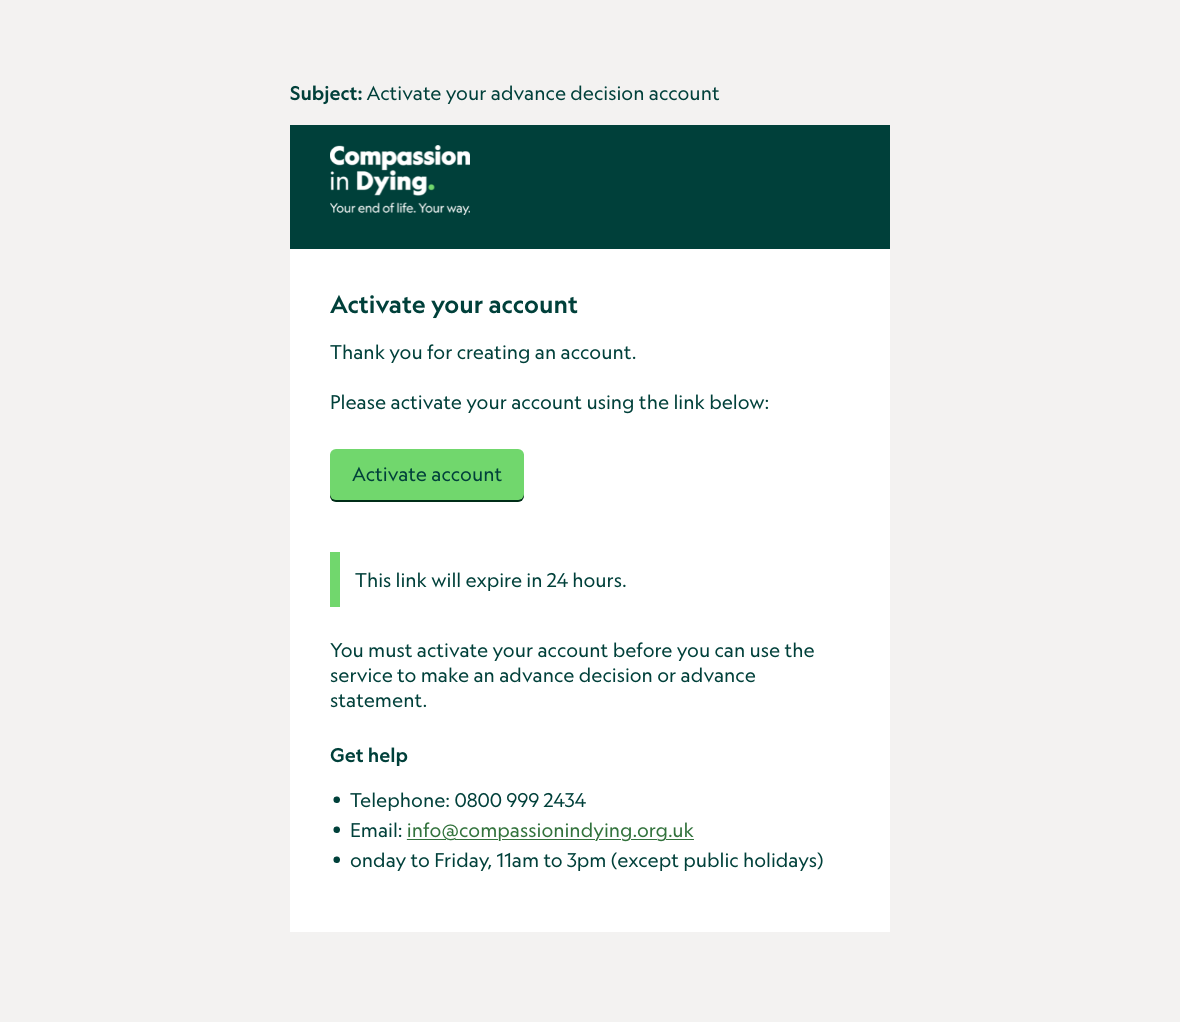 Subject: Activate your advance decision account
Compassion
in Dying.
Your end of life. Your way.
Activate your account
Thank you for creating an account.
Please activate your account using the link below:
Activate account
This link will expire in 24 hours.
You must activate your account before you can use the
service to make an advance decision or advance
statement.
Get help
• Telephone: 0800 999 2434
• Email: info@compassionindying.org.uk
• onday to Friday, 11am to 3pm (except public holidays)